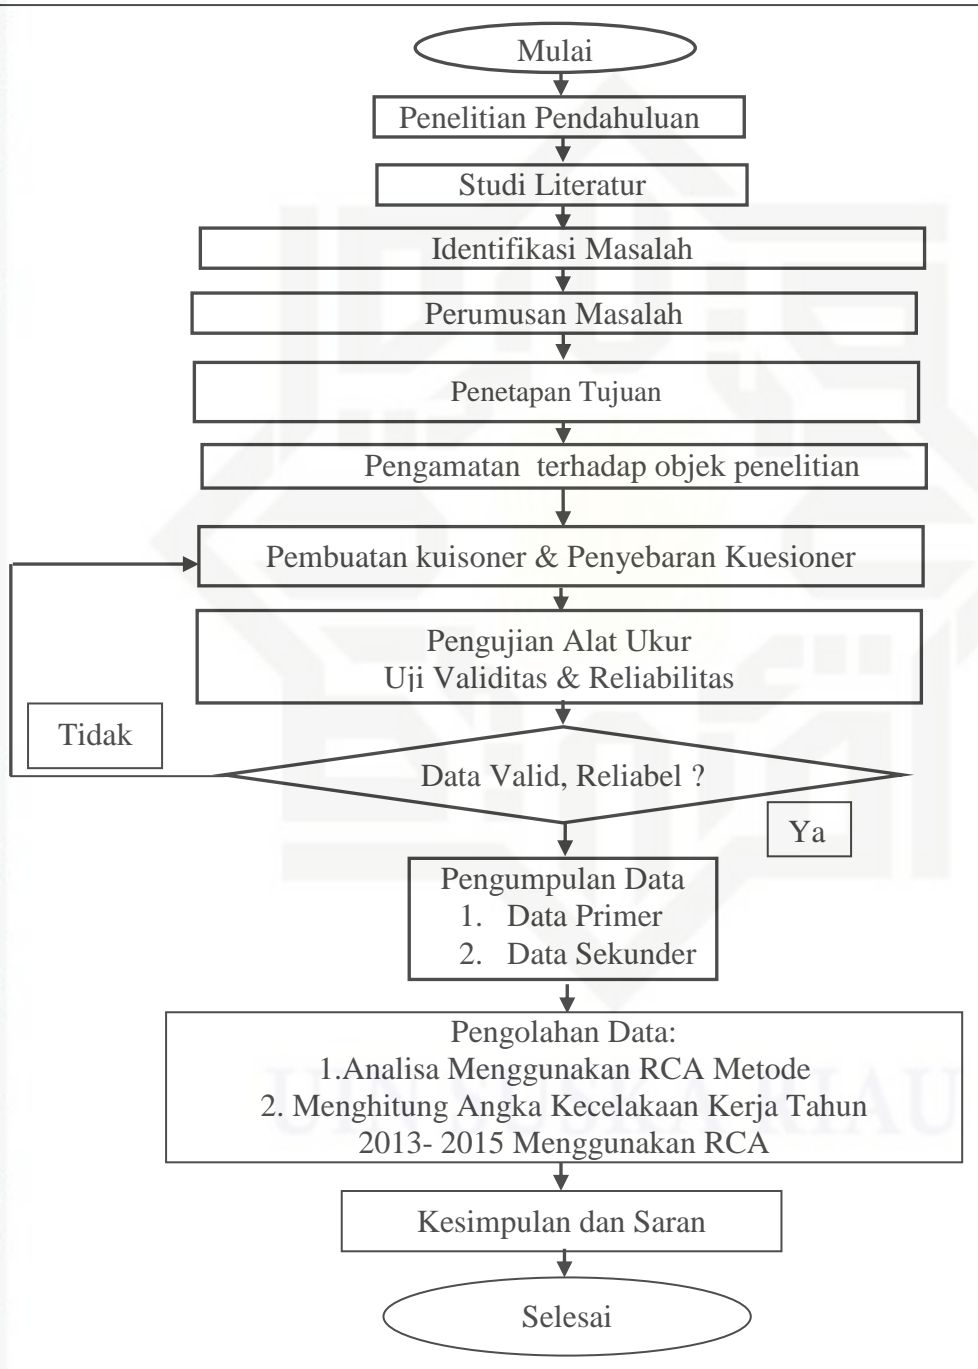 Mulai
Penelitian Pendahuluan
Studi Literatur
Identifikasi Masalah
Perumusan Masalah
Penetapan Tujuan
Pengamatan terhadap objek penelitian
Pembuatan kuisoner & Penyebaran Kuesioner
Pengujian Alat Ukur
Uji Validitas & Reliabilitas
Tidak
Data Valid, Reliabel ?
Ya
Pengumpulan Data
1. Data Primer
2. Data Sekunder
Pengolahan Data:
1.Analisa Menggunakan RCA Metode
2. Menghitung Angka Kecelakaan Kerja Tahun
2013- 2015 Menggunakan RCA
UIN SUSKA RIAU
Kesimpulan dan Saran
Selesai